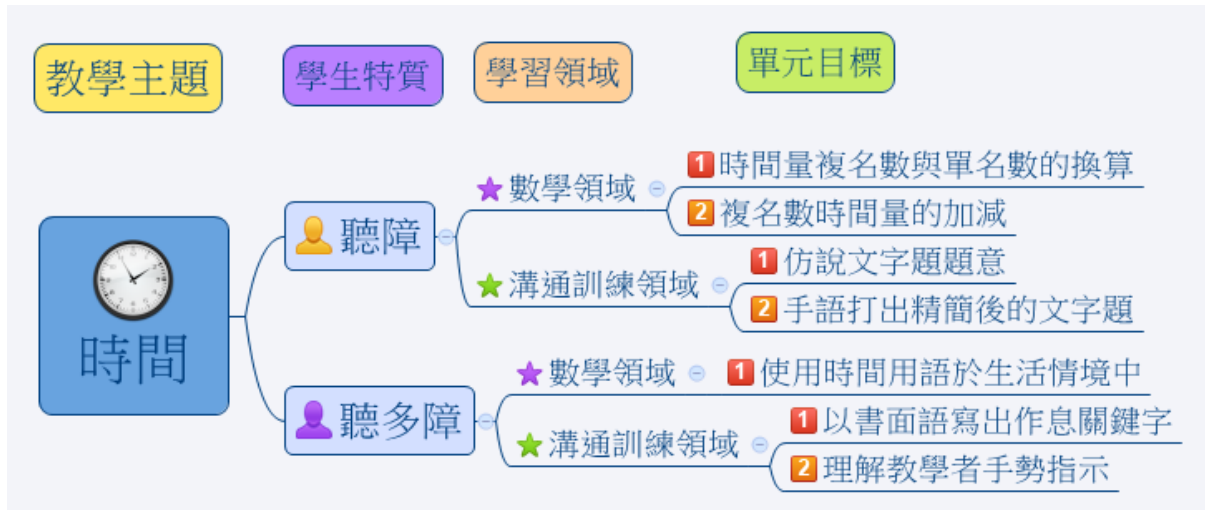 教學主題
學生特質
學習領域
單元目標
時間
聽障
數學領域
1 時間量複名數與單名數的換算
2 複名數時間量的加減
溝通訓練領域
1 仿說文字題題意
2 手語打出精簡後的文字題
聽多障
數學領域
1 使用時間用語於生活情境中
溝通訓練領域
1 以書面語寫出作息關鍵字
2 理解教學者手勢指示